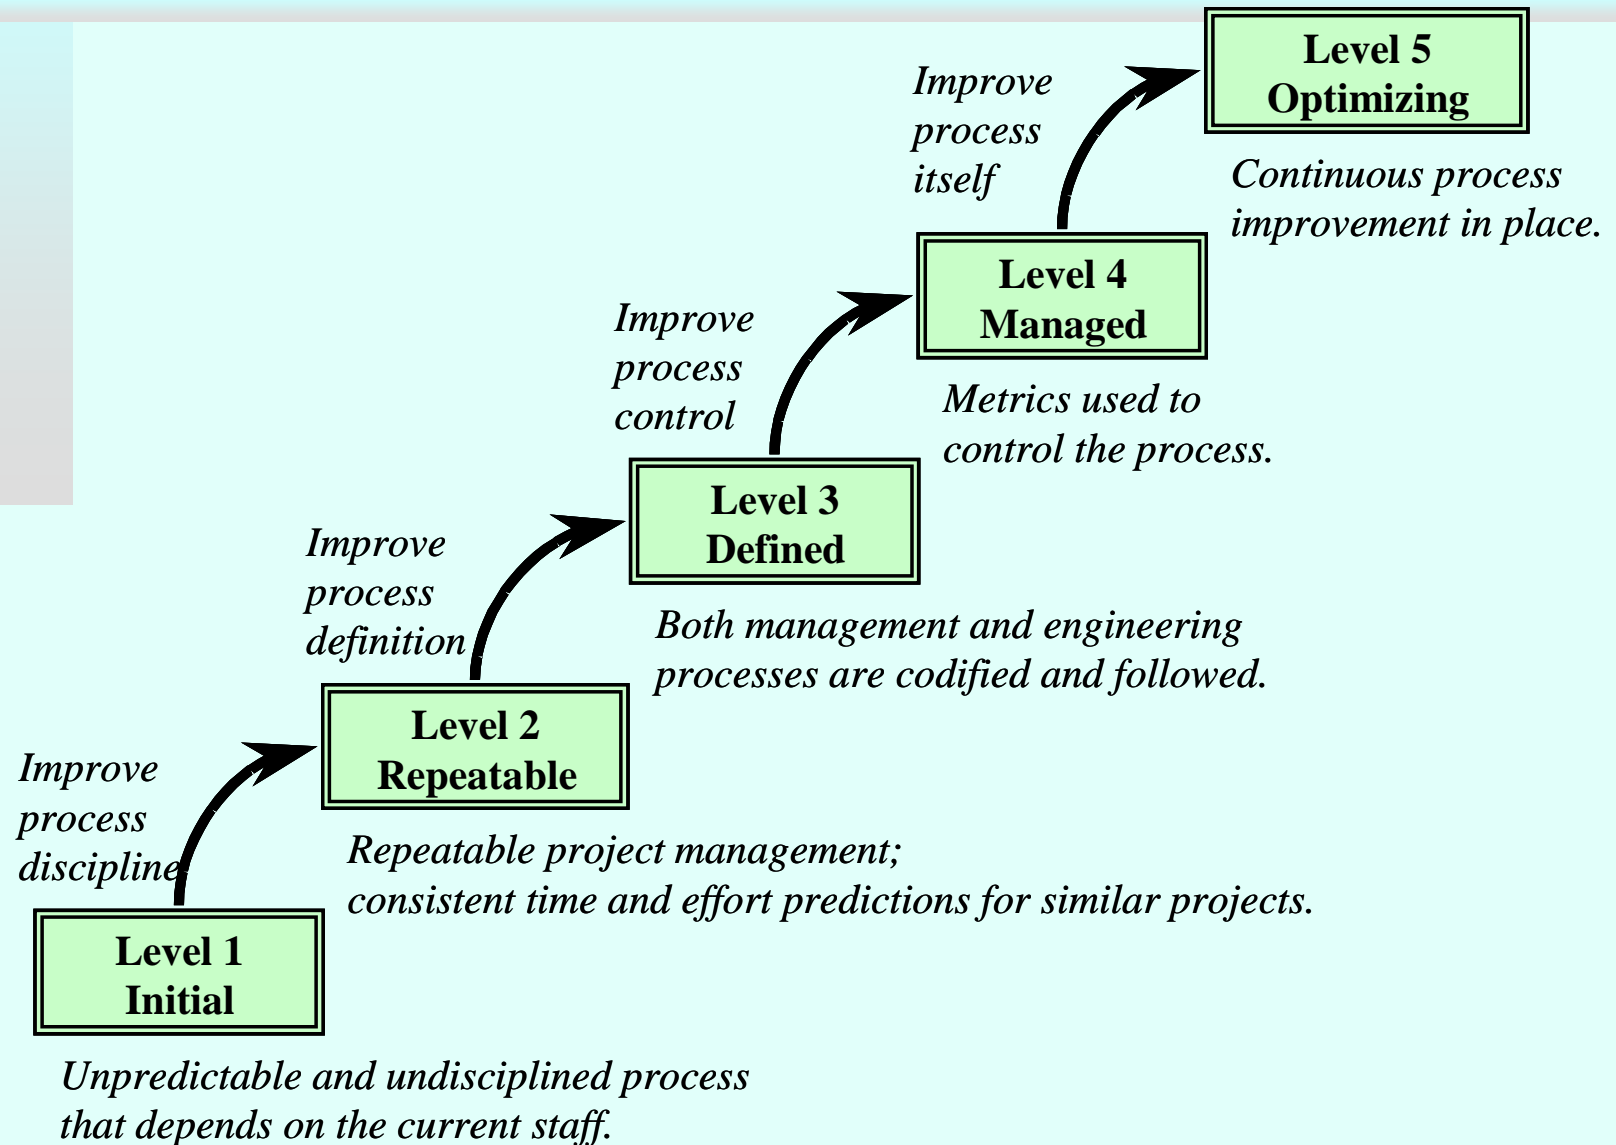 Level 5
Optimizing
Improve
process
itself
Continuous process
improvement in place.
Level 4
Managed
Improve
process
control
Metrics used to
control the process.
Level 3
Defined
Improve
process
definition
Both management and engineering
processes are codified and followed.
Level 2
Repeatable
Improve
process
discipline
Repeatable project management;
consistent time and effort predictions for similar projects.
Level 1
Initial
Unpredictable and undisciplined process
that depends on the current staff.